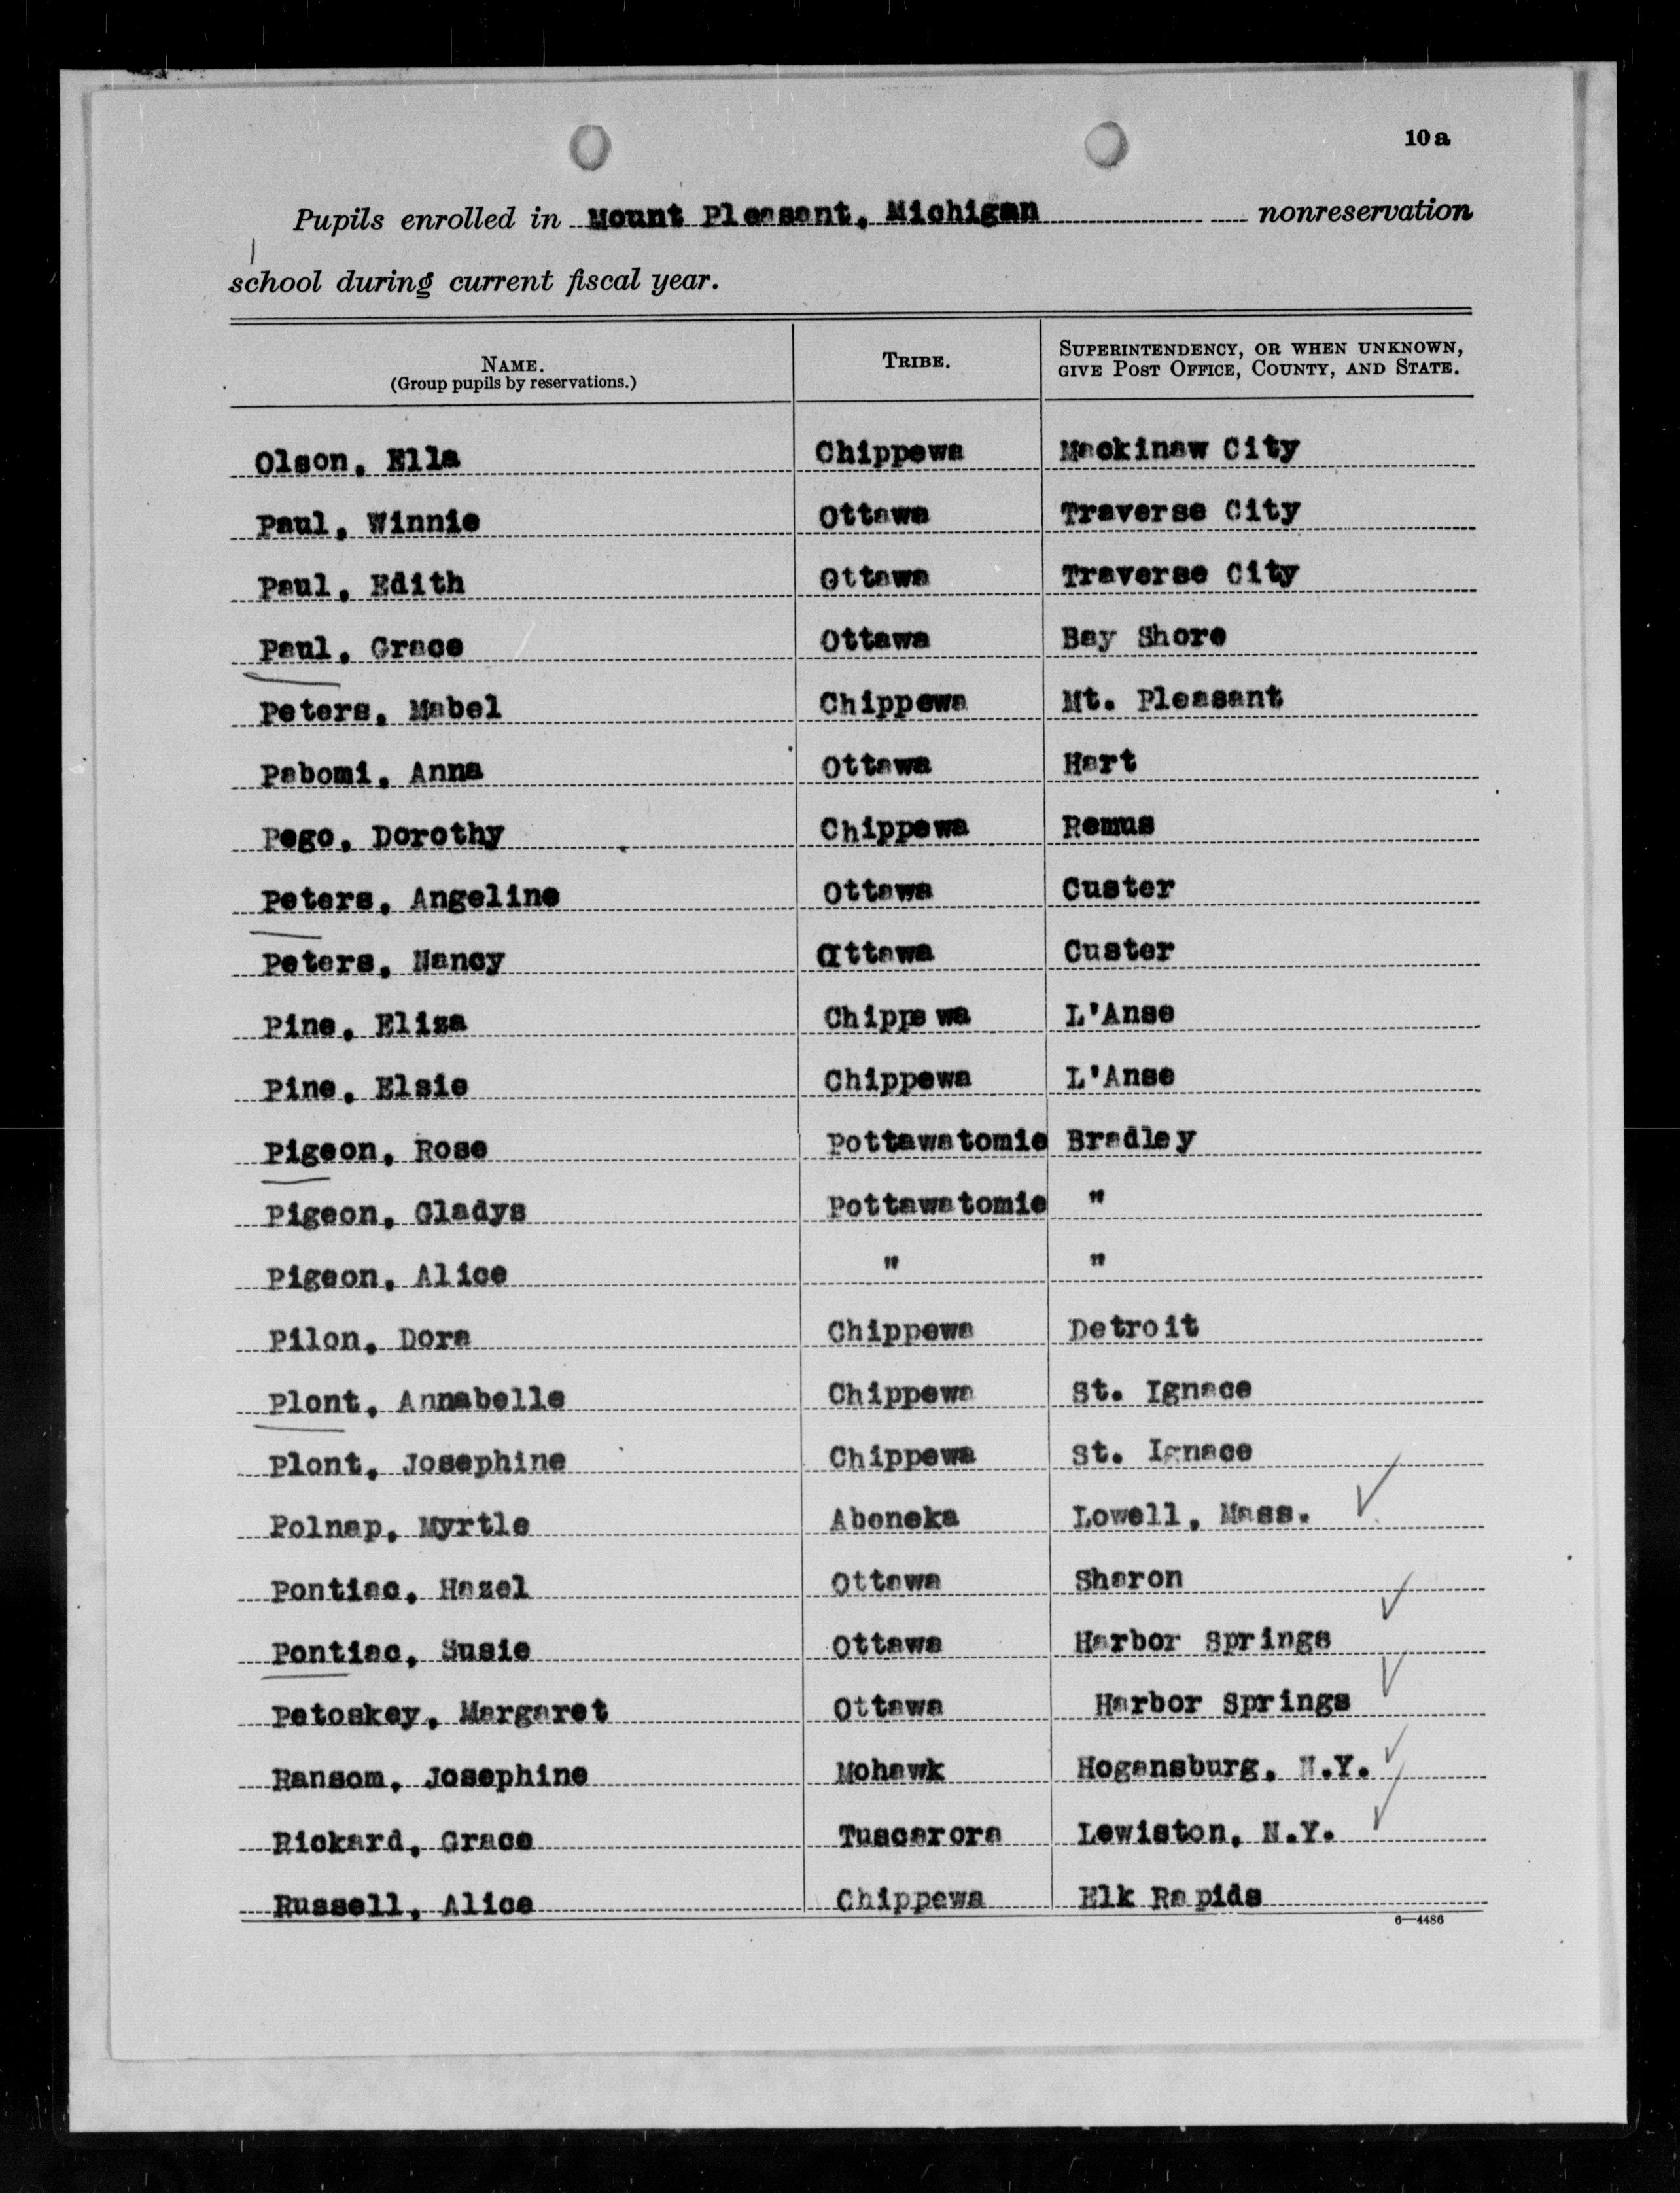 10a
Pupils enrolled in Mount Pleasant, Michigan nonreservation
school during current fiscal year.
NAME. TRIBE. SUPERINTENDENCY, OR WHEN UNKNOWN,
(Group pupils by reservations.) GIVE POST OFFICE, COUNTY, AND STATE.
Olson, Ella Chippewa Mackinaw City
Paul, Winnie Ottawa Traverse City
Paul, Edith Ottawa Traverse City
Paul, Grace Ottawa Bay Shore
Peters, Mabel Chippewa Mt. Pleasant
Pabomi, Anna Ottawa Hart
Pego, Dorothy Chippewa Remus
Peters, Angeline Ottawa Custer
Peters, Nancy Ottawa Custer
Pine, Eliza Chippewa L'Anse
Pine, Elsie Chippewa L'Anse
Pigeon, Rose Pottawatomie Bradley
Pigeon, Gladys Pottawatomie "
Pigeon, Alice " "
Pilon, Dora Chippewa Detroit
Plont, Annabelle Chippewa St. Ignace
Plont, Josephine Chippewa St. Ignace
Polnap, Myrtle Abeneka Lowell, Mass. ✓
Pontiac, Hazel Ottawa Sharon
Pontiac, Susie Ottawa Harbor Springs ✓
Petoskey, Margaret Ottawa Harbor Springs ✓
Ransom, Josephine Mohawk Hogansburg, N.Y. ✓
Rickard, Grace Tuscarora Lewiston, N.Y. ✓
Russell, Alice Chippewa Elk Rapids
6—4486